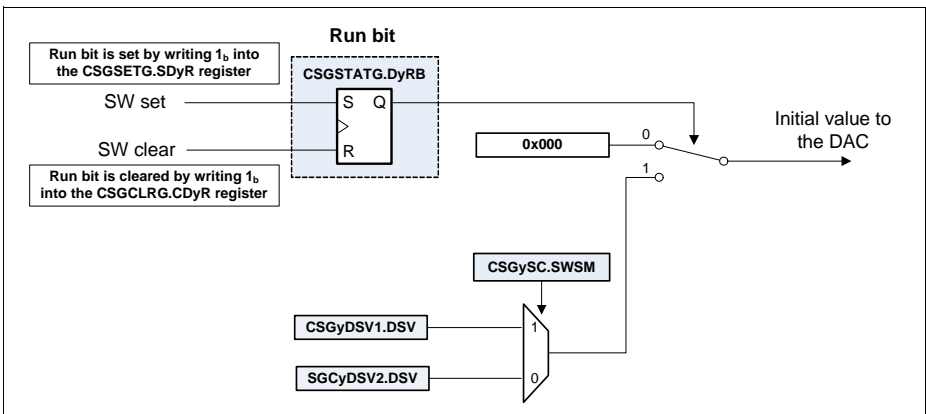 Run bit
Run bit is set by writing 1b into
the CSGSETG.SDyR register
CSGSTATG.DyRB
SW set
S Q
R
SW clear
Run bit is cleared by writing 1b
into the CSGCLRG.CDyR register
Initial value to
the DAC
0x000
0
1
CSGySC.SWSM
CSGyDSV1.DSV
1
SGCyDSV2.DSV
0